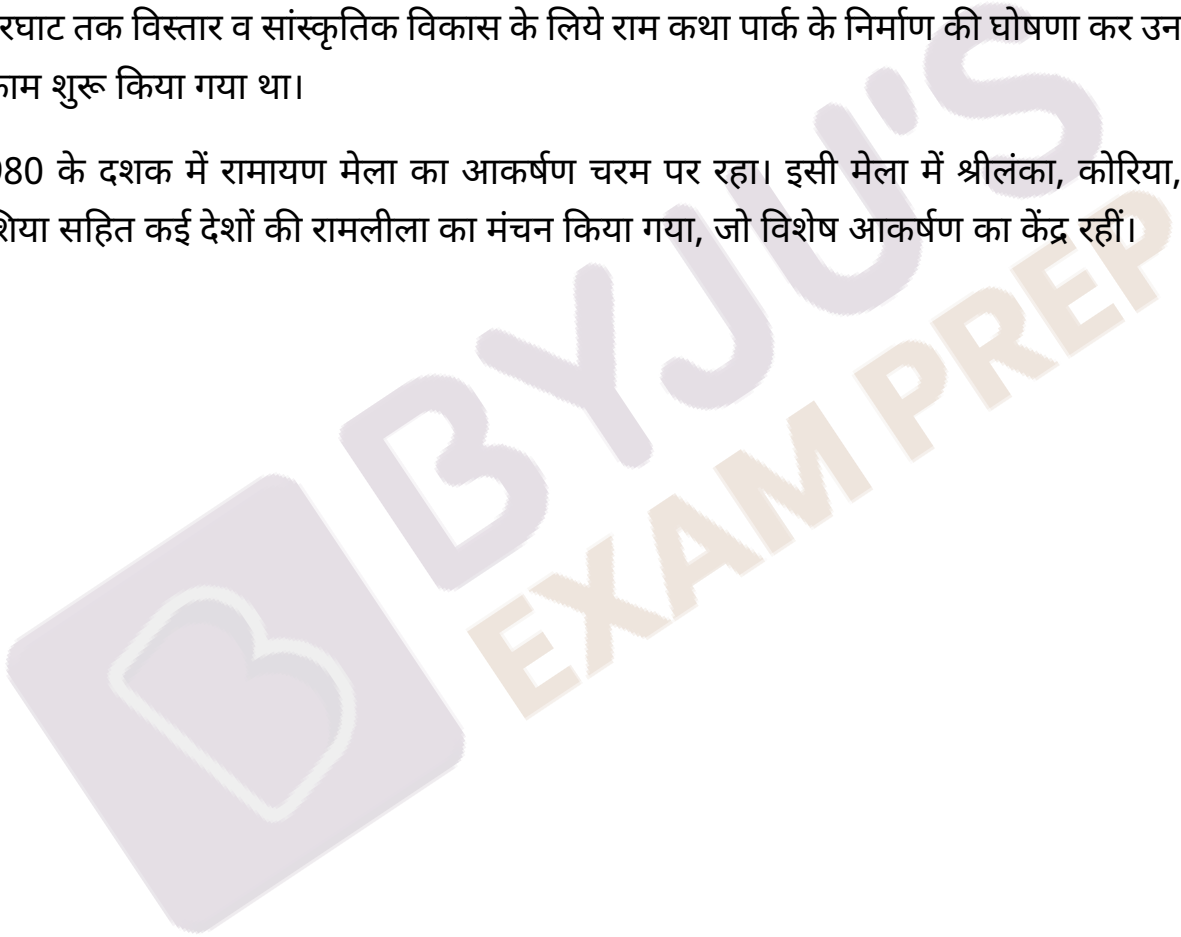 रघाट तक विस्तार व सांस्कृतिक विकास के लिये राम कथा पार्क के निर्माण की घोषणा कर उन
काम शुरू किया गया था।
980 के दशक में रामायण मेला का आकर्षण चरम पर रहा। इसी मेला में श्रीलंका, कोरिया,
शिया सहित कई देशों की रामलीला का मंचन किया गया, जो विशेष आकर्षण का केंद्र रहीं।
BYJU'S
EXAM PREP